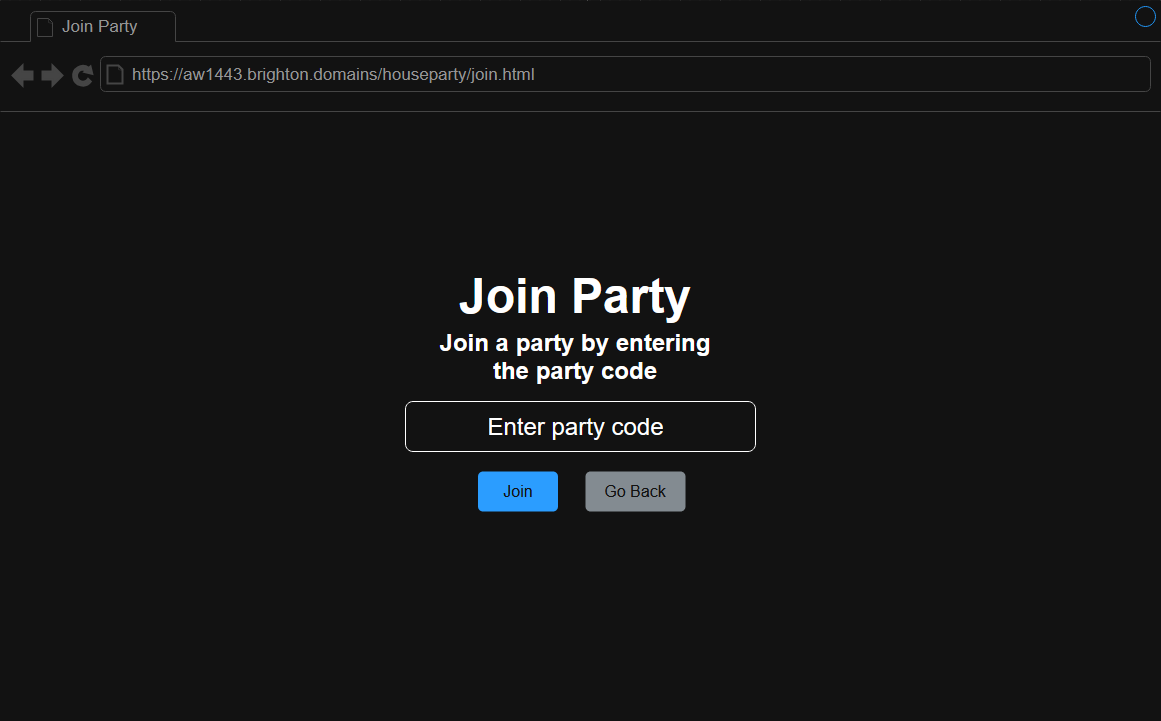 Join Party
https://aw1443.brighton.domains/houseparty/join.html
Join Party
Join a party by entering
the party code
Enter party code
Join
Go Back